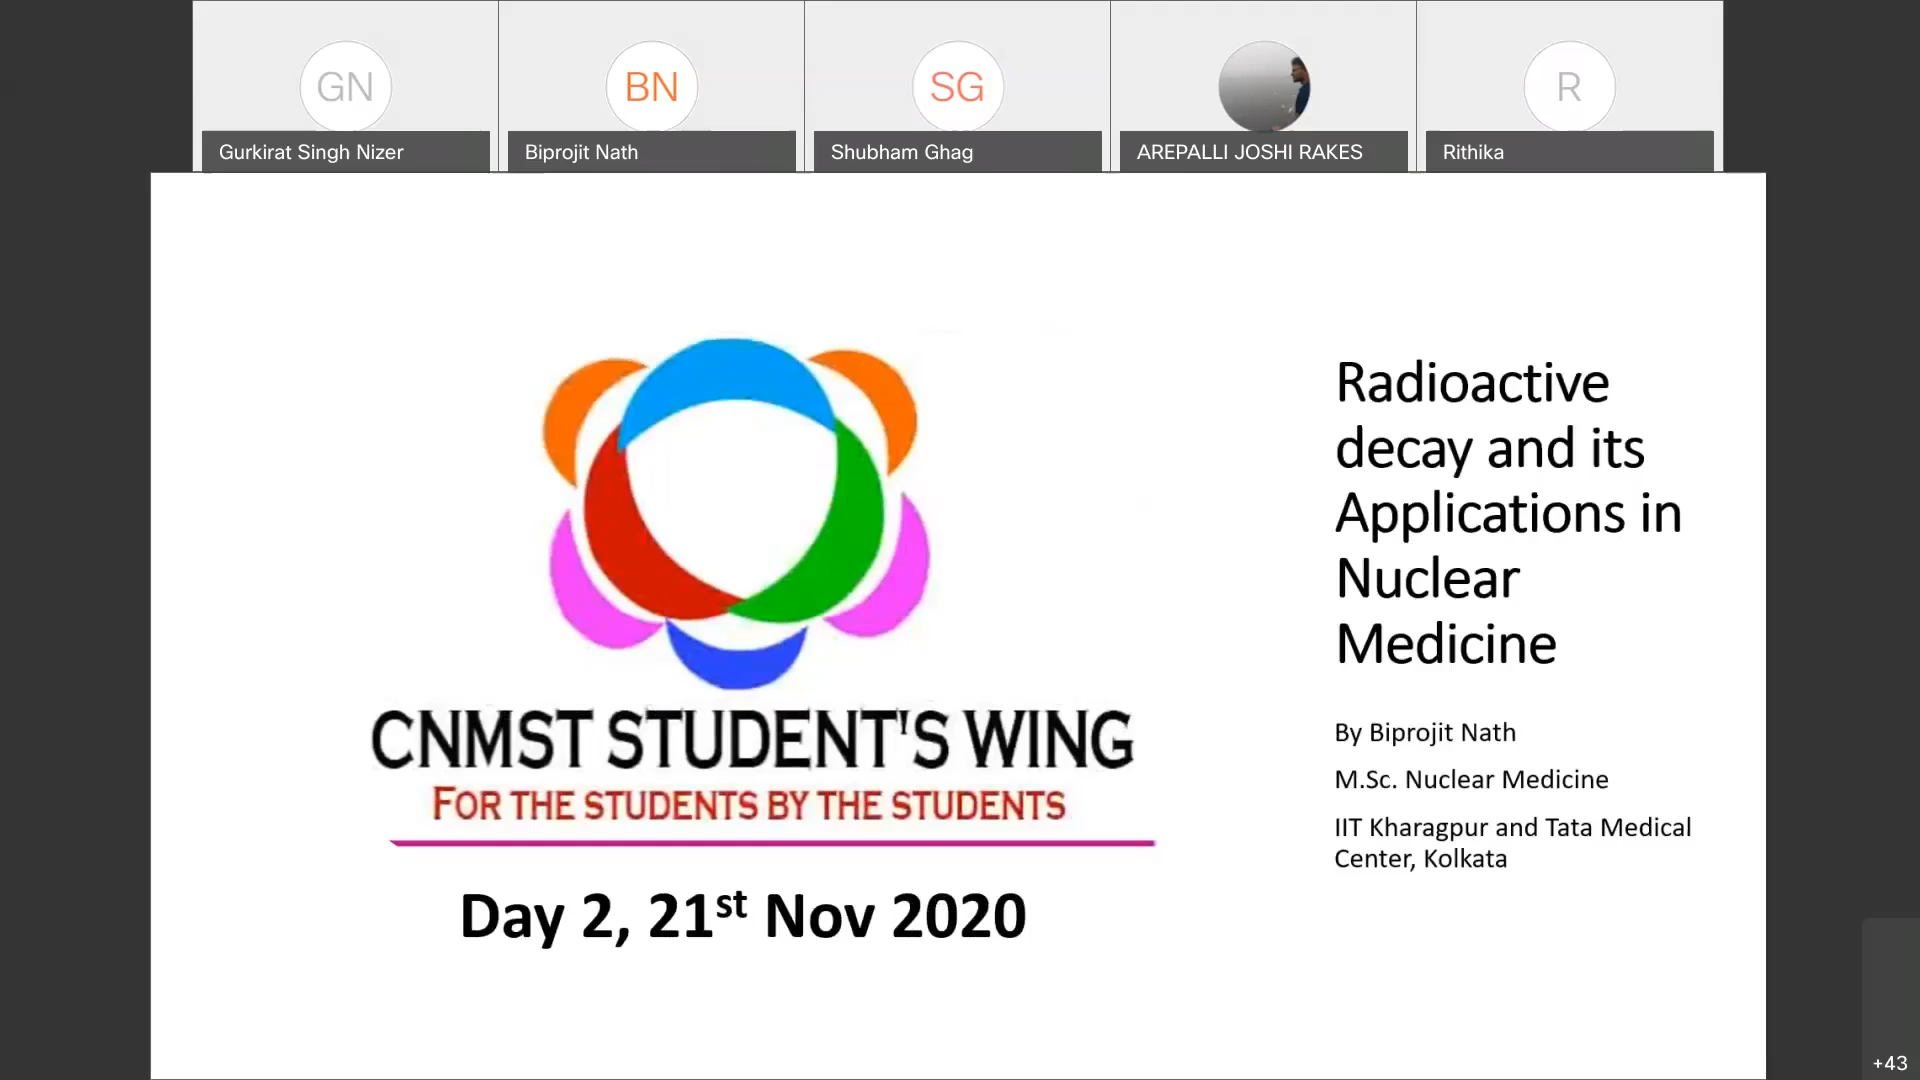 GN
BN
SG
R
Gurkirat Singh Nizer
Biprojit Nath
Shubham Ghag
AREPALLI JOSHI RAKES
Rithika
Radioactive
decay and its
Applications in
Nuclear
Medicine
By Biprojit Nath
M.Sc. Nuclear Medicine
IIT Kharagpur and Tata Medical
Center, Kolkata
CNMST STUDENT'S WING
FOR THE STUDENTS BY THE STUDENTS
Day 2, 21st Nov 2020
+43